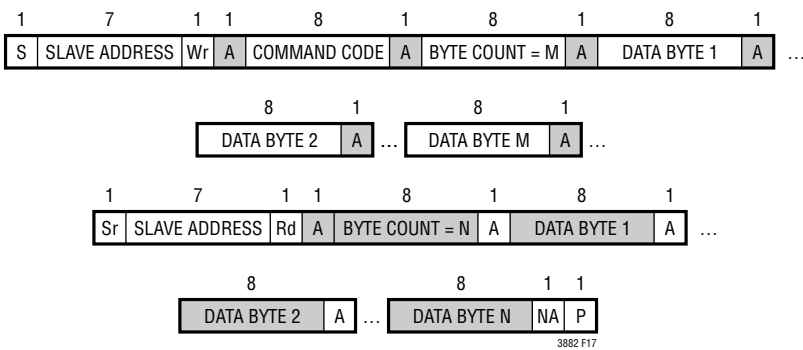 1 7 1 1 8 1 8 1 8 1
S SLAVE ADDRESS Wr A COMMAND CODE A BYTE COUNT = M A DATA BYTE 1 A …
8 1 8 1
DATA BYTE 2 A … DATA BYTE M A …
1 7 1 1 8 1 8 1
Sr SLAVE ADDRESS Rd A BYTE COUNT = N A DATA BYTE 1 A …
8 1 8 1 1
DATA BYTE 2 A … DATA BYTE N NA P
3882 F17